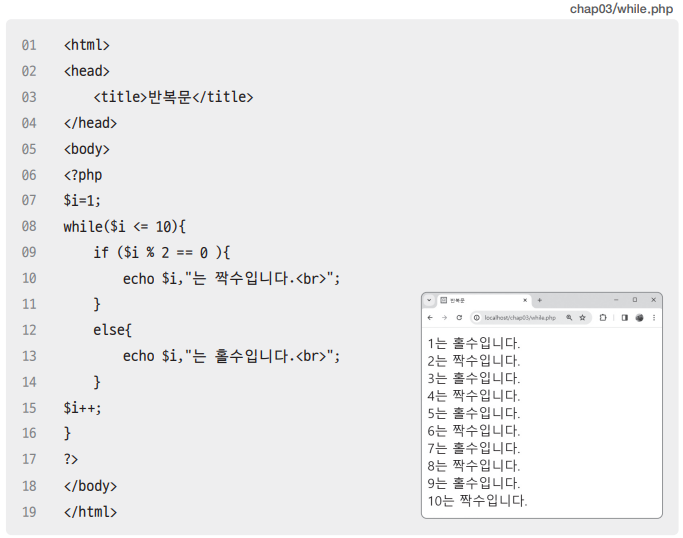 chap03/while.php
01 <html>
02 <head>
03     <title>반복문</title>
04 </head>
05 <body>
06 <?php
07 $i=1;
08 while($i <= 10){
09     if ($i % 2 == 0 ){
10         echo $i,"는 짝수입니다.<br>";
11     }
12     else{
13         echo $i,"는 홀수입니다.<br>";
14     }
15 $i++;
16 }
17 ?>
18 </body>
19 </html>
반복문
localhost/chap03/while.php
1는 홀수입니다.
2는 짝수입니다.
3는 홀수입니다.
4는 짝수입니다.
5는 홀수입니다.
6는 짝수입니다.
7는 홀수입니다.
8는 짝수입니다.
9는 홀수입니다.
10는 짝수입니다.